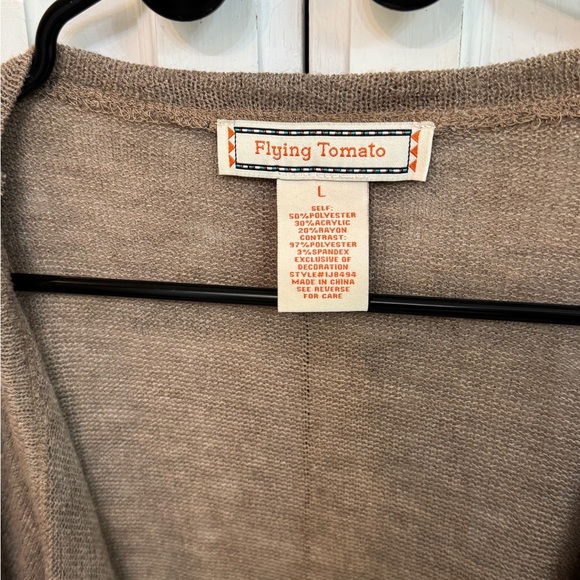 Flying Tomato
L
SELF:
50%POLYESTER
30%ACRYLIC
20%RAYON
CONTRAST:
97%POLYESTER
3%SPANDEX
EXCLUSIVE OF
DECORATION
STYLE#IJ8494
MADE IN CHINA
SEE REVERSE
FOR CARE